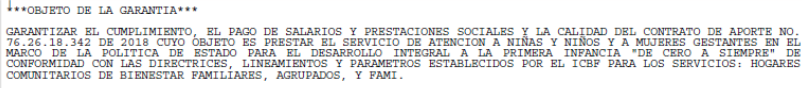 ***OBJETO DE LA GARANTIA***
GARANTIZAR EL CUMPLIMIENTO, EL PAGO DE SALARIOS Y PRESTACIONES SOCIALES Y LA CALIDAD DEL CONTRATO DE APORTE NO.
76.26.18.342 DE 2018 CUYO OBJETO ES PRESTAR EL SERVICIO DE ATENCION A NIÑAS Y NIÑOS Y A MUJERES GESTANTES EN EL
MARCO DE LA POLITICA DE ESTADO PARA EL DESARROLLO INTEGRAL A LA PRIMERA INFANCIA "DE CERO A SIEMPRE" DE
CONFORMIDAD CON LAS DIRECTRICES, LINEAMIENTOS Y PARAMETROS ESTABLECIDOS POR EL ICBF PARA LOS SERVICIOS: HOGARES
COMUNITARIOS DE BIENESTAR FAMILIARES, AGRUPADOS, Y FAMI.